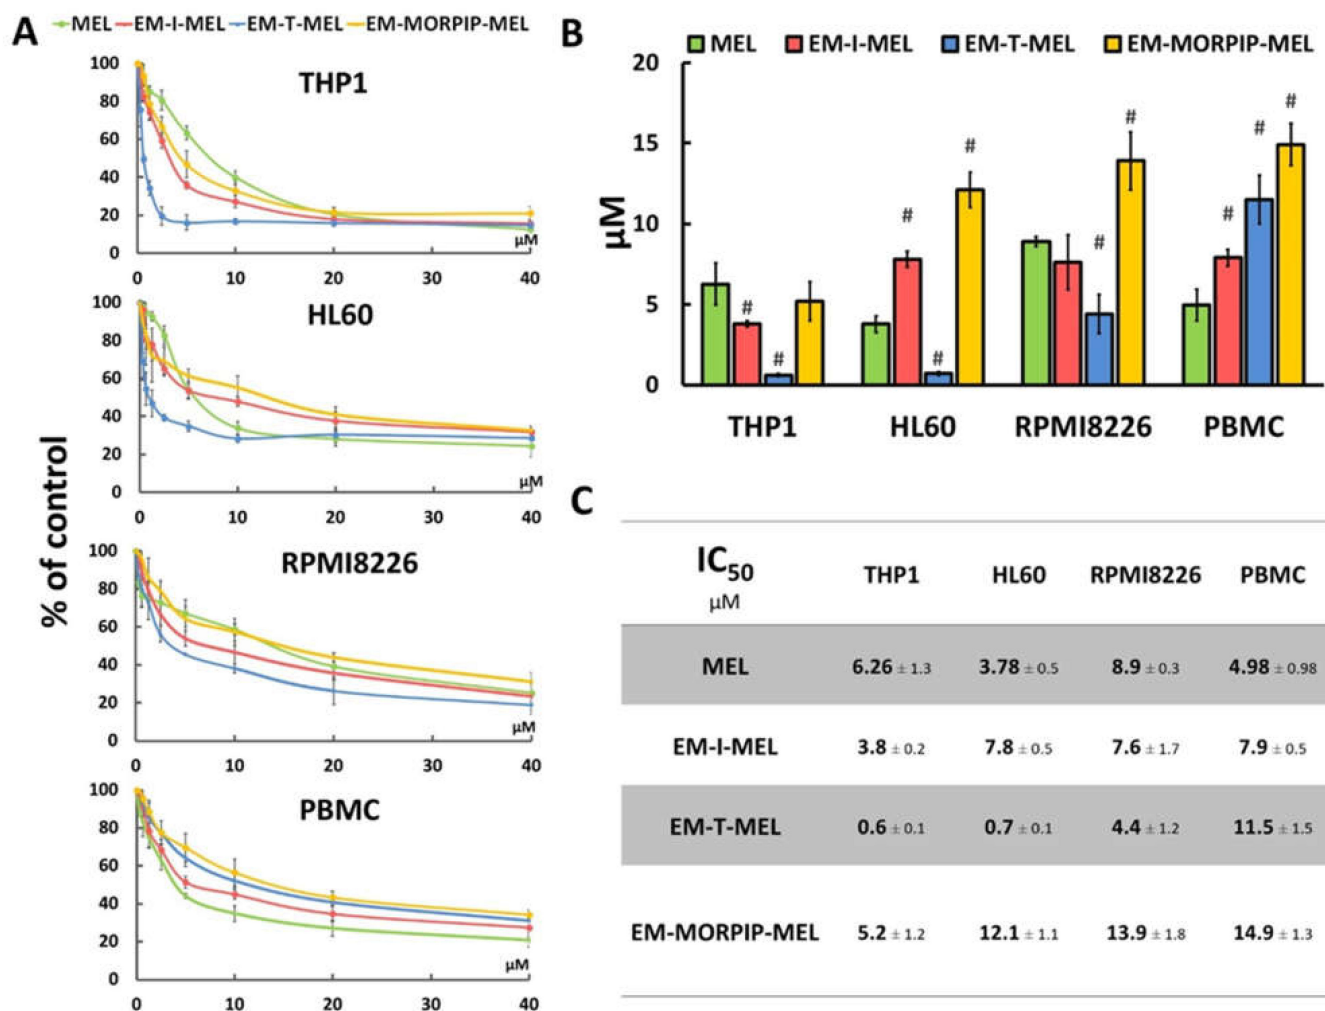 A
MEL EM-I-MEL EM-T-MEL EM-MORPIP-MEL
% of control
THP1
100
80
60
40
20
0
µM
0 10 20 30 40
HL60
100
80
60
40
20
0
µM
0 10 20 30 40
RPMI8226
100
80
60
40
20
0
µM
0 10 20 30 40
PBMC
100
80
60
40
20
0
µM
0 10 20 30 40
B
MEL EM-I-MEL EM-T-MEL EM-MORPIP-MEL
µM
20
15
10
5
0
# # # # # # # # # #
THP1 HL60 RPMI8226 PBMC
C
IC50 THP1 HL60 RPMI8226 PBMC
µM
MEL 6.26 ± 1.3 3.78 ± 0.5 8.9 ± 0.3 4.98 ± 0.98
EM-I-MEL 3.8 ± 0.2 7.8 ± 0.5 7.6 ± 1.7 7.9 ± 0.5
EM-T-MEL 0.6 ± 0.1 0.7 ± 0.1 4.4 ± 1.2 11.5 ± 1.5
EM-MORPIP-MEL 5.2 ± 1.2 12.1 ± 1.1 13.9 ± 1.8 14.9 ± 1.3